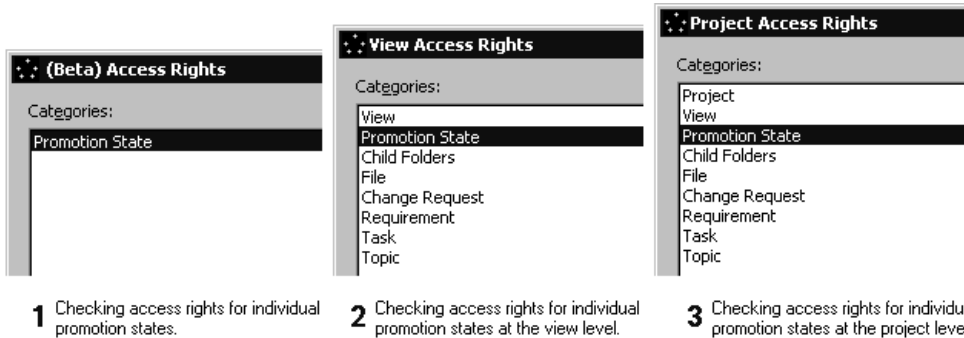 (Beta) Access Rights
Categories:
Promotion State
1 Checking access rights for individual
promotion states.
View Access Rights
Categories:
View
Promotion State
Child Folders
File
Change Request
Requirement
Task
Topic
2 Checking access rights for individual
promotion states at the view level.
Project Access Rights
Categories:
Project
View
Promotion State
Child Folders
File
Change Request
Requirement
Task
Topic
3 Checking access rights for individu
promotion states at the project leve